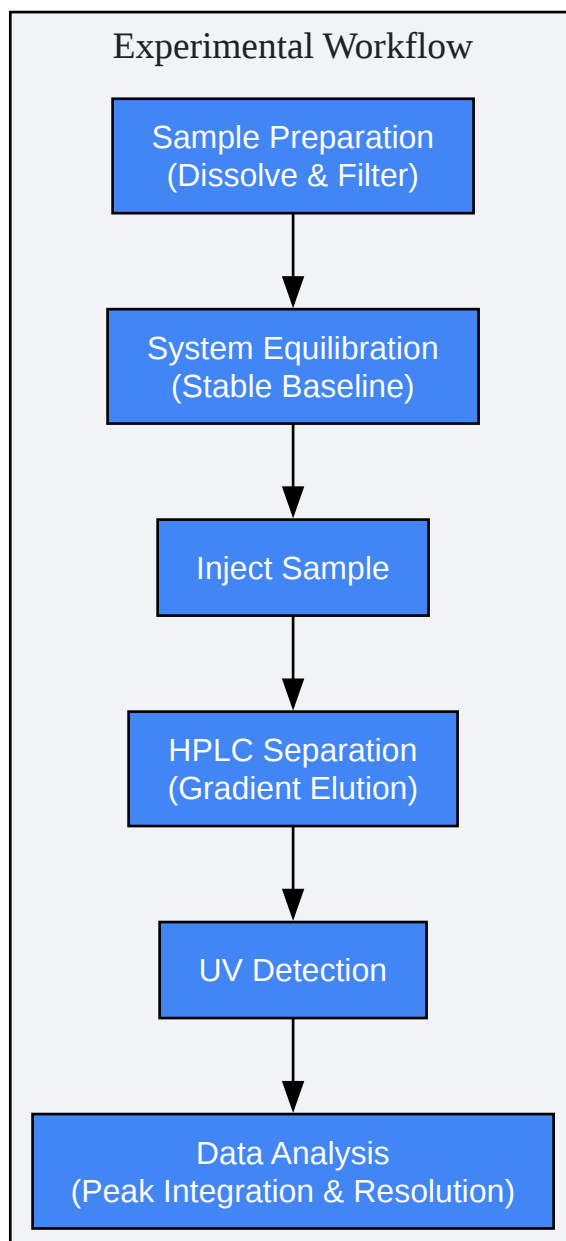 Experimental Workflow
Sample Preparation
(Dissolve & Filter)
System Equilibration
(Stable Baseline)
Inject Sample
HPLC Separation
(Gradient Elution)
UV Detection
Data Analysis
(Peak Integration & Resolution)